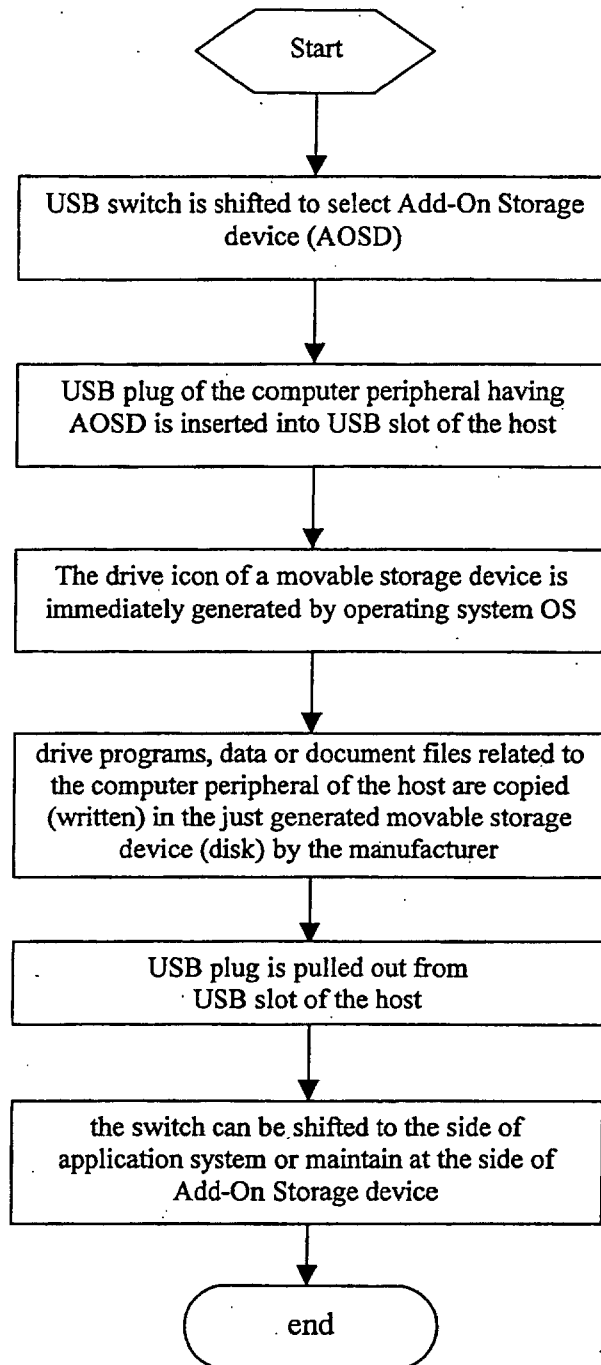 Start
USB switch is shifted to select Add-On Storage
device (AOSD)
USB plug of the computer peripheral having
AOSD is inserted into USB slot of the host
The drive icon of a movable storage device is
immediately generated by operating system OS
drive programs, data or document files related to
the computer peripheral of the host are copied
(written) in the just generated movable storage
device (disk) by the manufacturer
USB plug is pulled out from
USB slot of the host
the switch can be shifted to the side of
application system or maintain at the side of
Add-On Storage device
end